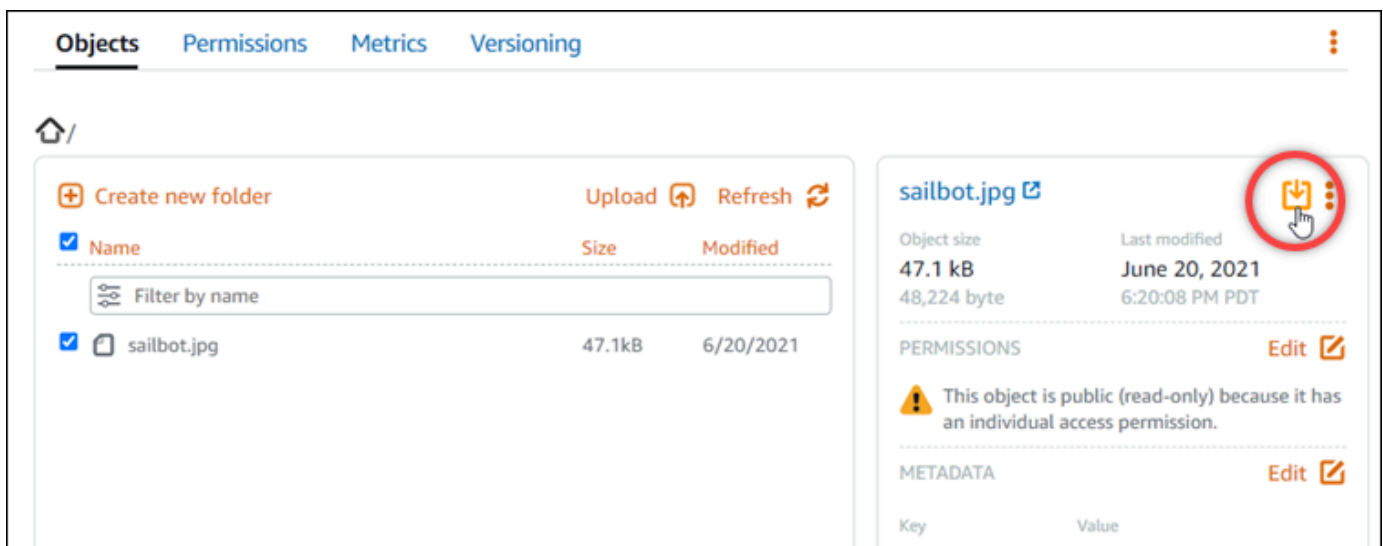 Objects Permissions Metrics Versioning
/
Create new folder Upload Refresh
Name Size Modified
Filter by name
sailbot.jpg 47.1kB 6/20/2021
sailbot.jpg
Object size Last modified
47.1 kB June 20, 2021
48,224 byte 6:20:08 PM PDT
PERMISSIONS Edit
This object is public (read-only) because it has
an individual access permission.
METADATA Edit
Key Value